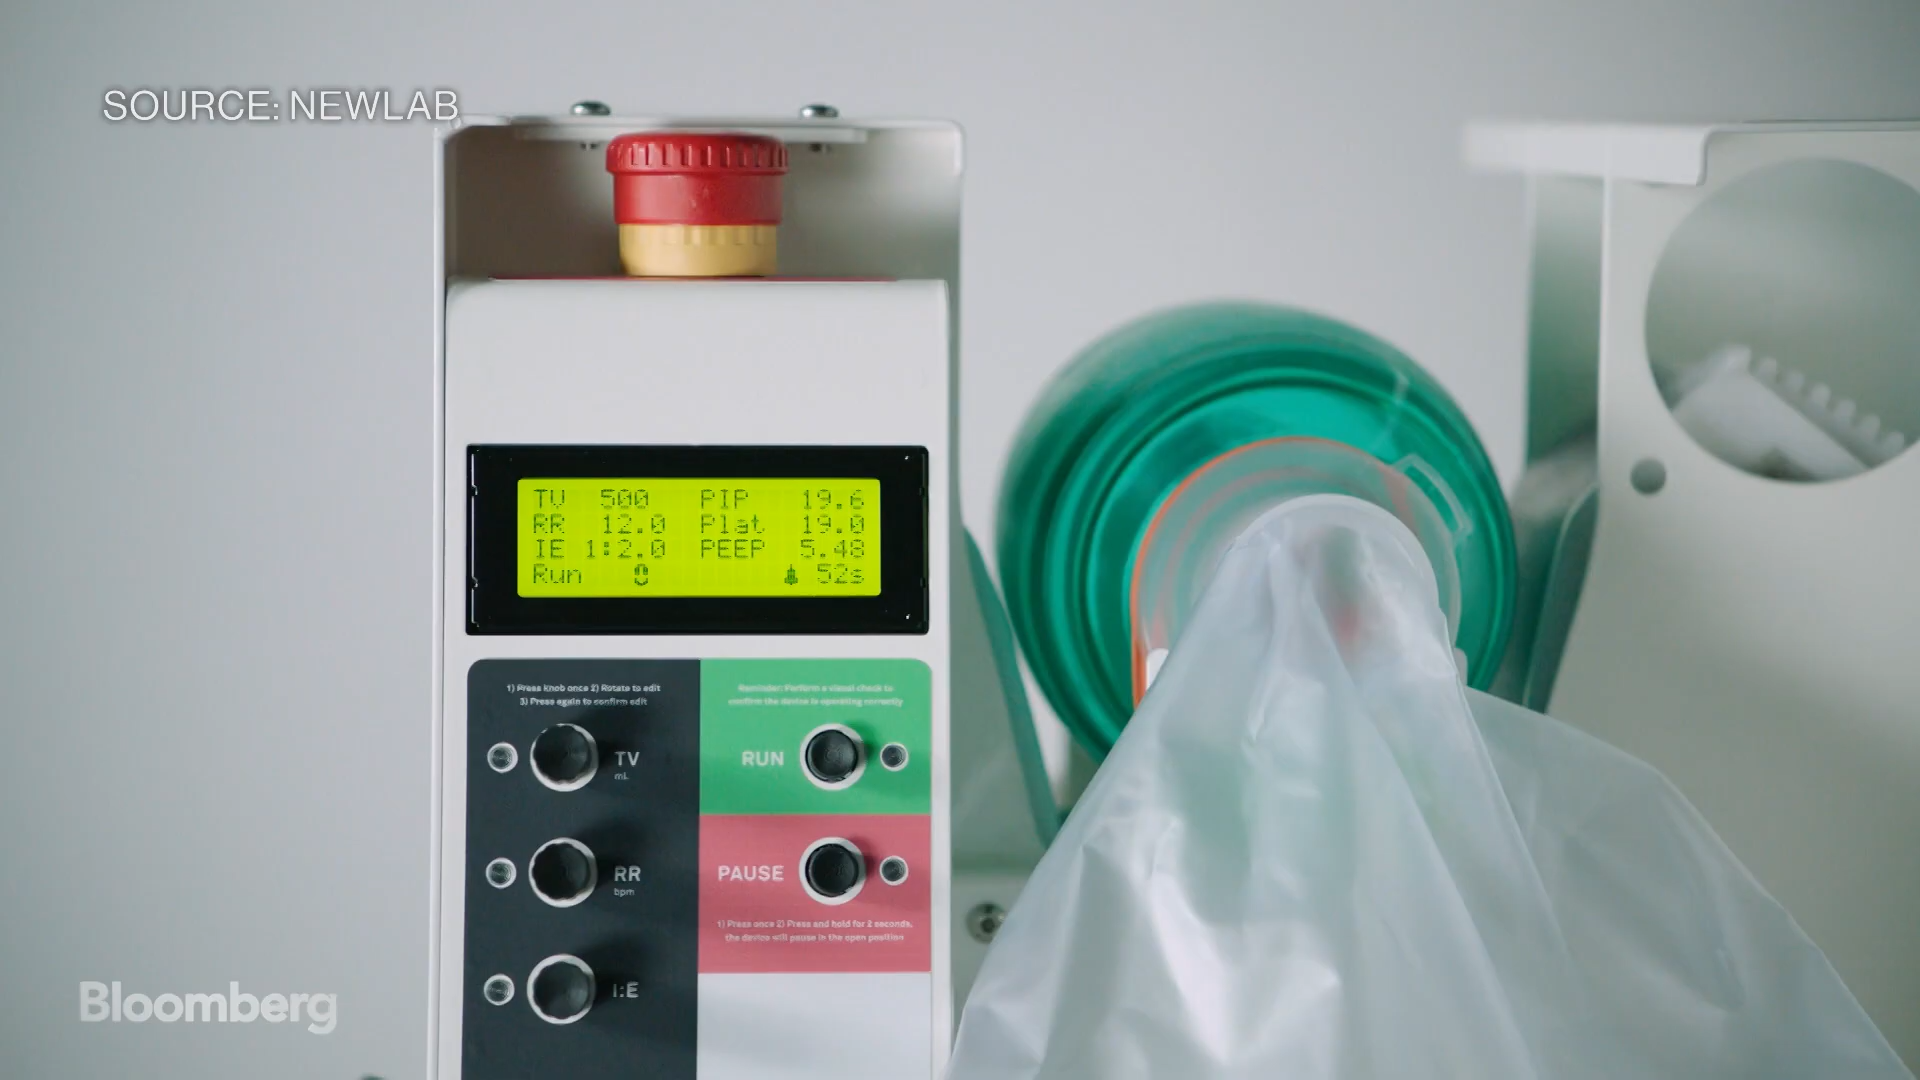 SOURCE: NEWLAB
TV 500 PIP 19.6
RR 12.0 Plat 19.0
IE 1:2.0 PEEP 5.48
Run 52s
1) Press knob once 2) Rotate to edit
3) Press again to confirm edit
TV
mL
RR
bpm
I:E
Reminder: Perform a visual check to
confirm the device is operating correctly
RUN
PAUSE
1) Press once 2) Press and hold for 2 seconds,
the device will pause in the open position
Bloomberg